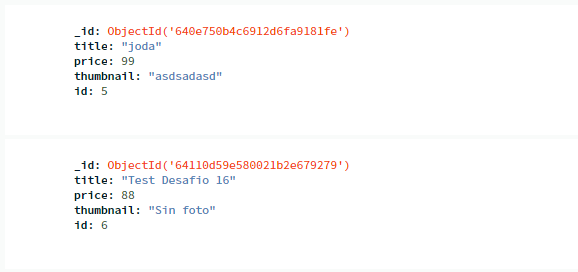 _id: ObjectId('640e750b4c6912d6fa9181fe')
title: "joda"
price: 99
thumbnail: "asdsadasd"
id: 5
_id: ObjectId('64110d59e580021b2e679279')
title: "Test Desafio 16"
price: 88
thumbnail: "Sin foto"
id: 6